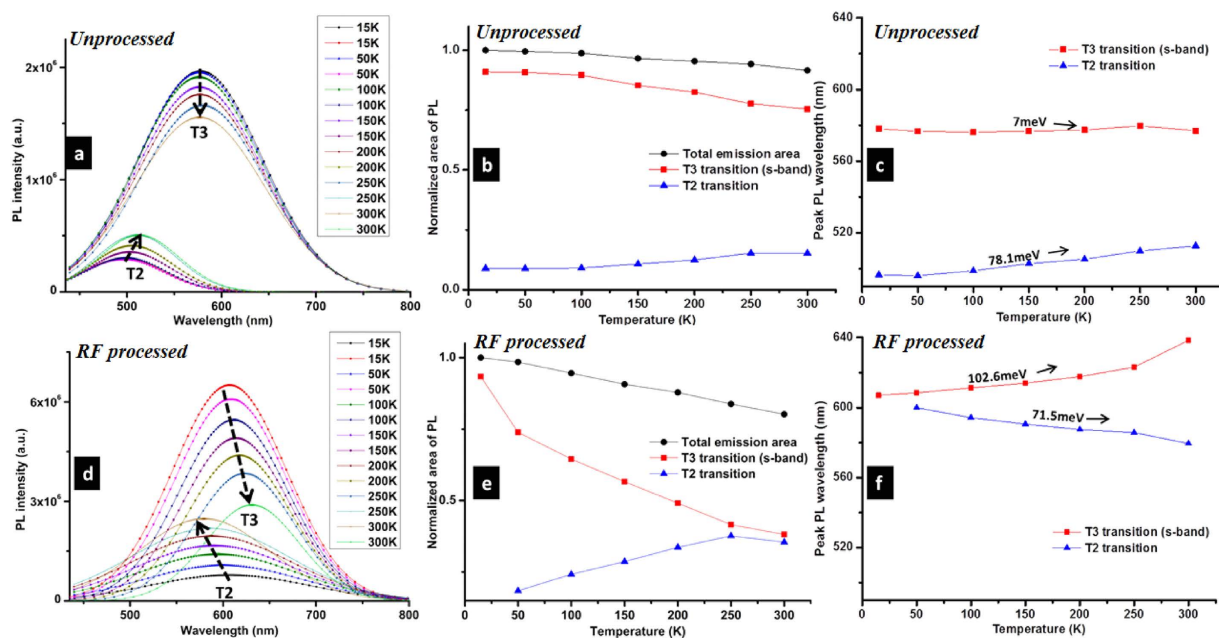 Unprocessed
2x10⁶
1x10⁶
0
PL intensity (a.u.)
a
T3
T2
15K
15K
50K
50K
100K
100K
150K
150K
200K
200K
250K
250K
300K
300K
500
600
700
800
Wavelength (nm)
Unprocessed
1.0
0.5
0.0
Normalized area of PL
b
Total emission area
T3 transition (s-band)
T2 transition
0
50
100
150
200
250
300
Temperature (K)
Unprocessed
640
600
560
520
Peak PL wavelength (nm)
c
T3 transition (s-band)
T2 transition
7meV
78.1meV
0
50
100
150
200
250
300
Temperature (K)
RF processed
6x10⁶
3x10⁶
0
PL intensity (a.u.)
d
T3
T2
15K
15K
50K
50K
100K
100K
150K
150K
200K
200K
250K
250K
300K
300K
500
600
700
800
Wavelength (nm)
RF processed
1.0
0.5
Normalized area of PL
e
Total emission area
T3 transition (s-band)
T2 transition
0
50
100
150
200
250
300
Temperature (K)
RF processed
640
600
560
520
Peak PL wavelength (nm)
f
102.6meV
71.5meV
T3 transition (s-band)
T2 transition
0
50
100
150
200
250
300
Temperature (K)